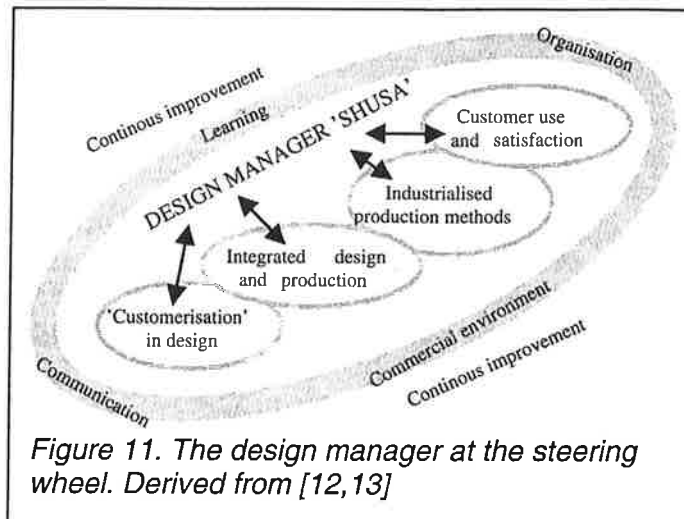 Organisation
Continous improvement
Learning
DESIGN MANAGER 'SHUSA'
Customer use
and satisfaction
Industrialised
production methods
Integrated design
and production
'Customerisation'
in design
Communication
Commercial environment
Continous improvement
Figure 11. The design manager at the steering
wheel. Derived from [12,13]